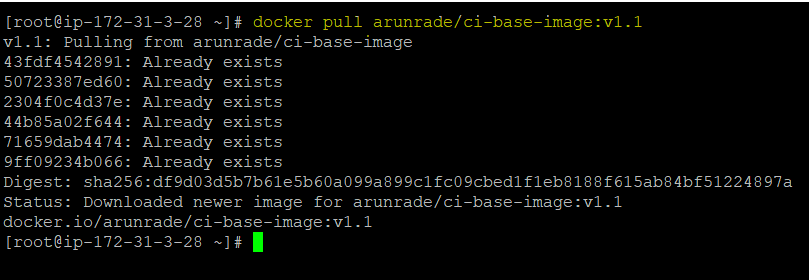 [root@ip-172-31-3-28 ~]# docker pull arunrade/ci-base-image:v1.1
v1.1: Pulling from arunrade/ci-base-image
43fdf4542891: Already exists
50723387ed60: Already exists
2304f0c4d37e: Already exists
44b85a02f644: Already exists
71659dab4474: Already exists
9ff09234b066: Already exists
Digest: sha256:df9d03d5b7b61e5b60a099a899c1fc09cbed1f1eb8188f615ab84bf51224897a
Status: Downloaded newer image for arunrade/ci-base-image:v1.1
docker.io/arunrade/ci-base-image:v1.1
[root@ip-172-31-3-28 ~]#